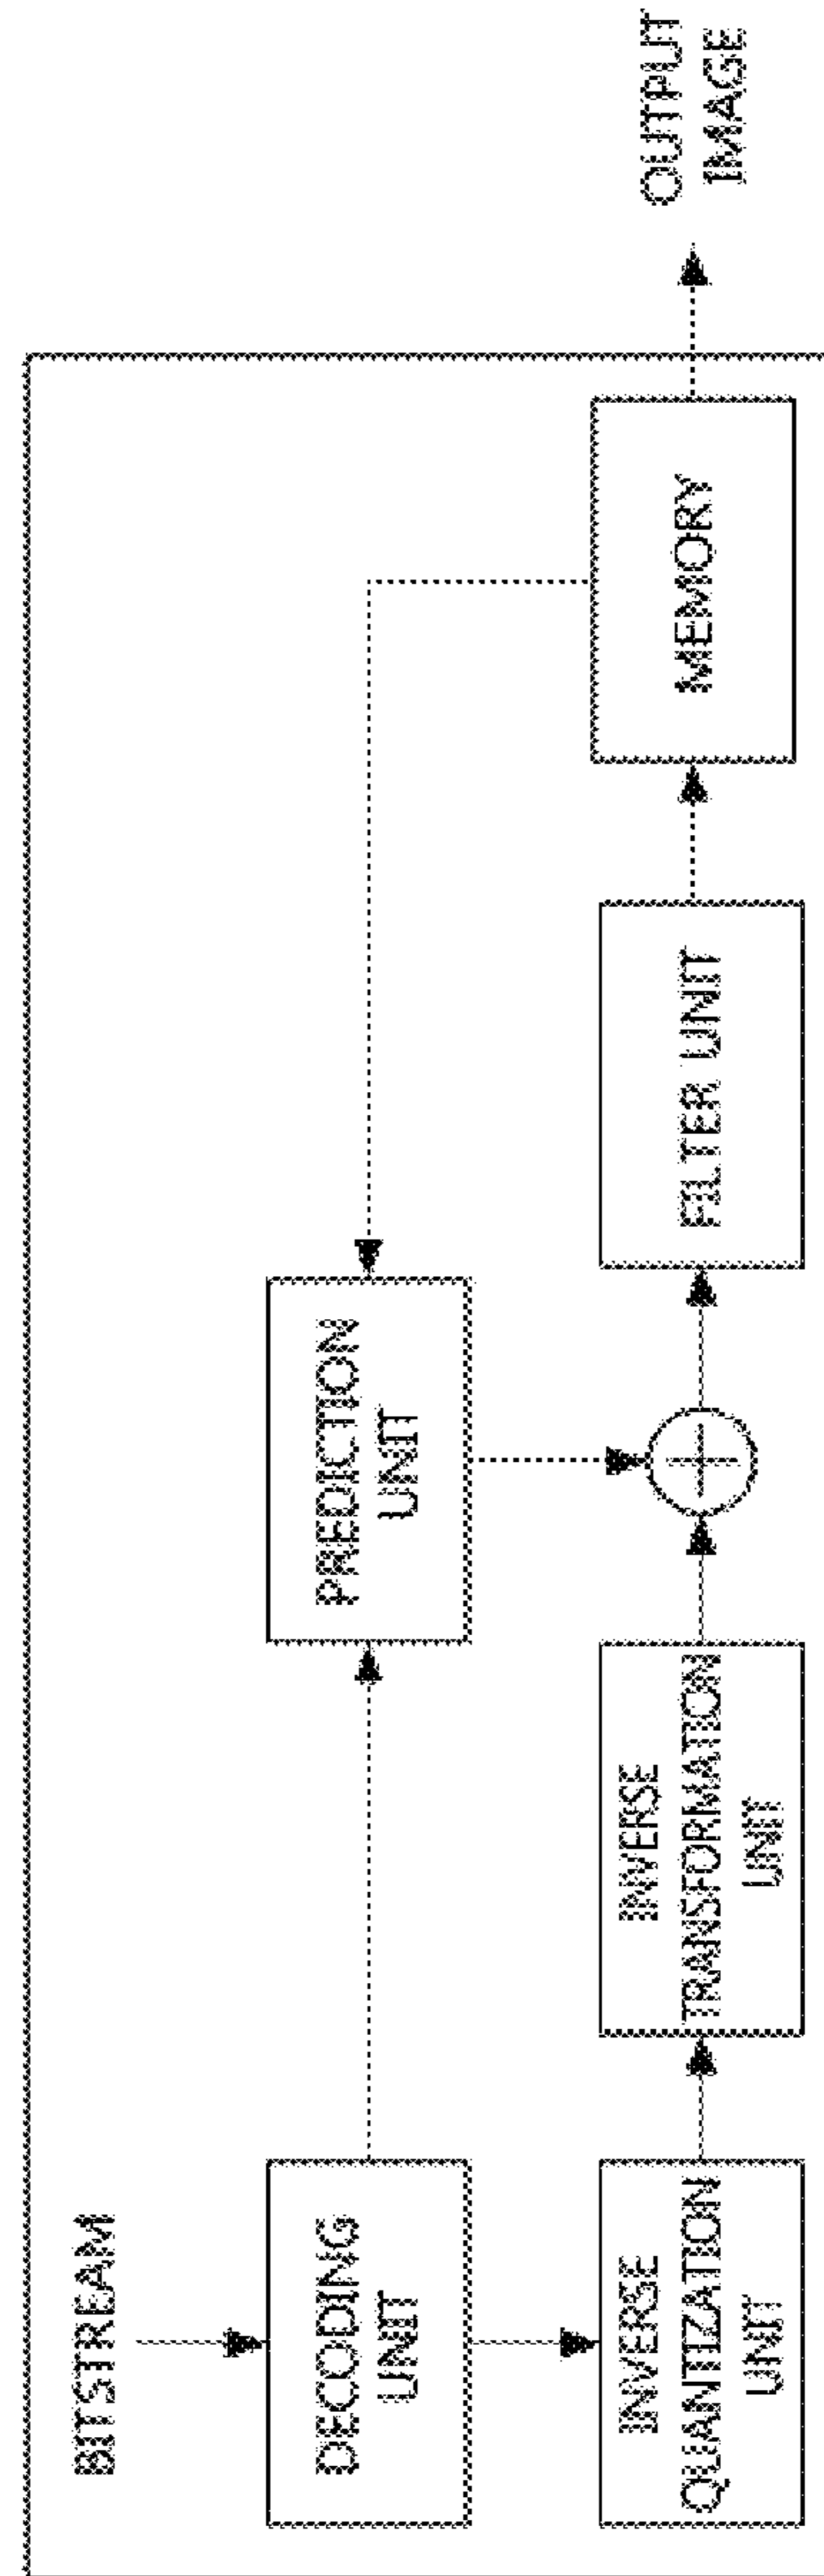 BITSTREAM
DECODING
UNIT
PREDICTION
UNIT
INVERSE
QUANTIZATION
UNIT
INVERSE
TRANSFORMATION
UNIT
FILTER UNIT
MEMORY
OUTPUT
IMAGE